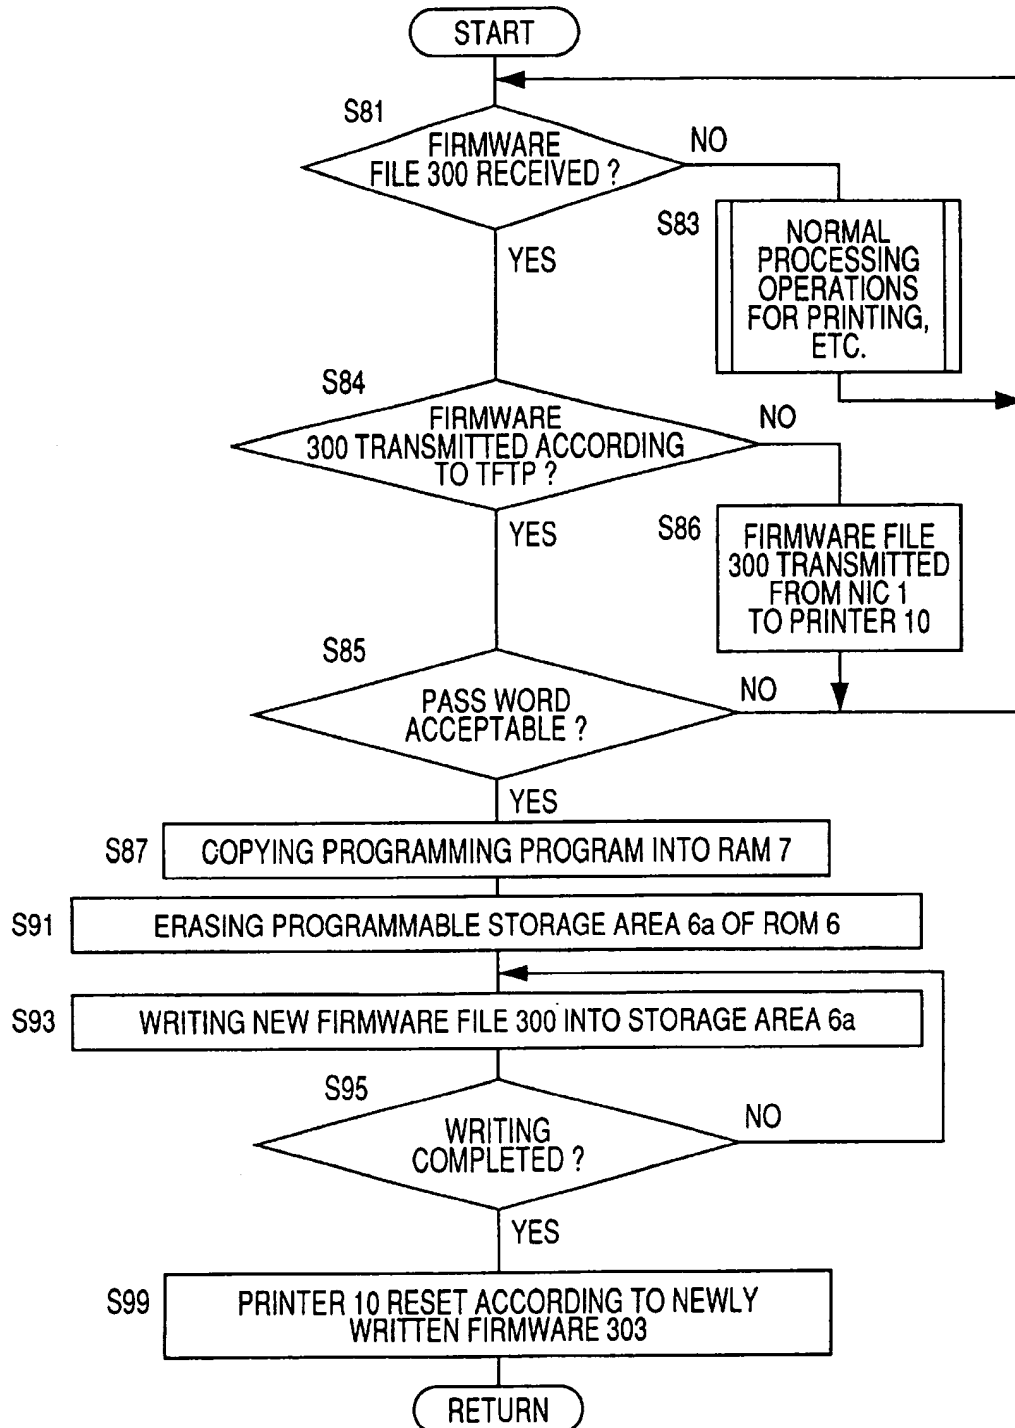 START
S81
FIRMWARE
FILE 300 RECEIVED ?
NO
YES
S83
NORMAL
PROCESSING
OPERATIONS
FOR PRINTING,
ETC.
S84
FIRMWARE
300 TRANSMITTED ACCORDING
TO TFTP ?
NO
YES
S86
FIRMWARE FILE
300 TRANSMITTED
FROM NIC 1
TO PRINTER 10
S85
PASS WORD
ACCEPTABLE ?
NO
YES
S87
COPYING PROGRAMMING PROGRAM INTO RAM 7
S91
ERASING PROGRAMMABLE STORAGE AREA 6a OF ROM 6
S93
WRITING NEW FIRMWARE FILE 300 INTO STORAGE AREA 6a
S95
WRITING
COMPLETED ?
NO
YES
S99
PRINTER 10 RESET ACCORDING TO NEWLY
WRITTEN FIRMWARE 303
RETURN